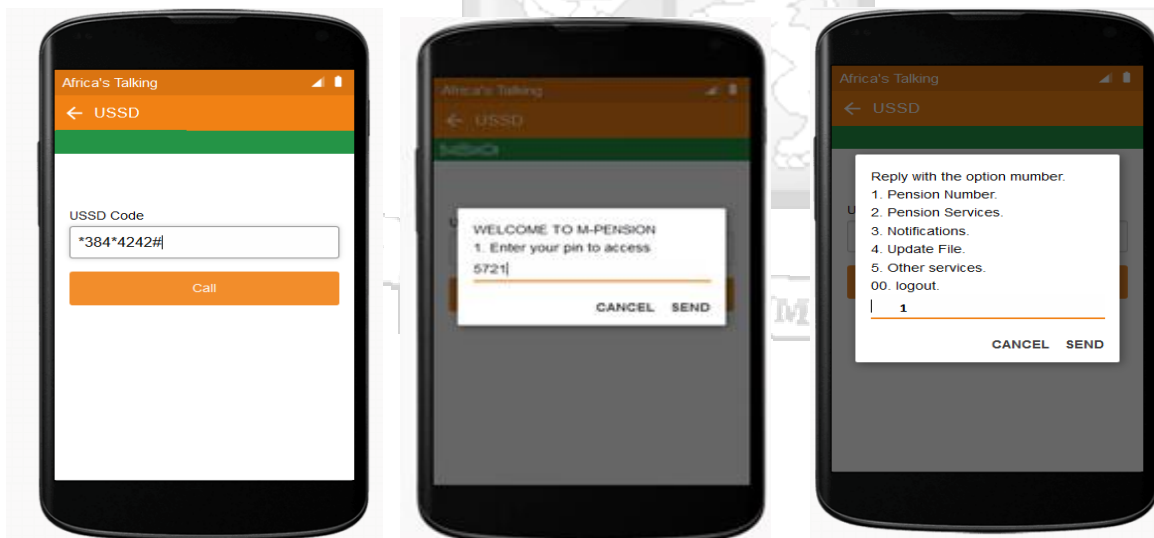 Africa's Talking
← USSD
USSD Code
*384*4242#
Call
Africa's Talking
← USSD
WELCOME TO M-PENSION
1. Enter your pin to access
5721
CANCEL SEND
Africa's Talking
← USSD
Reply with the option mumber.
1. Pension Number.
2. Pension Services.
3. Notifications.
4. Update File.
5. Other services.
00. logout.
1
CANCEL SEND